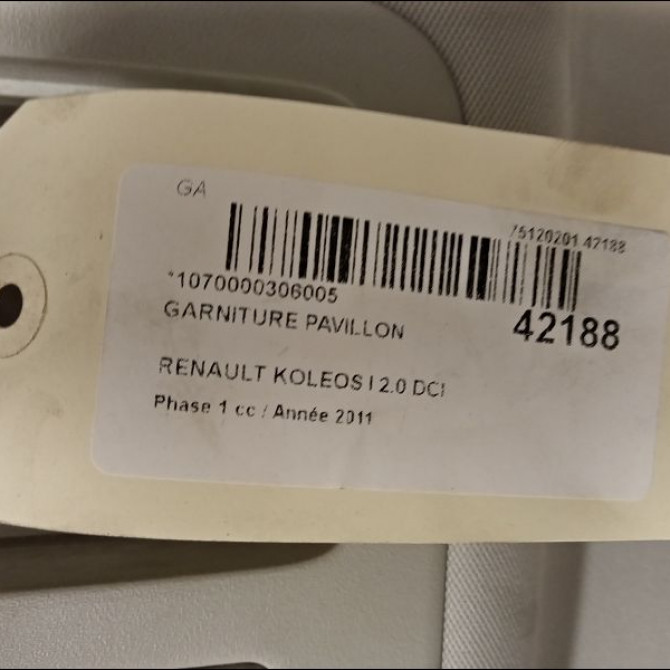 GA
75120201 42188
*1070000306005
42188
GARNITURE PAVILLON
RENAULT KOLEOS I 2.0 DCI
Phase 1 cc / Année 2011